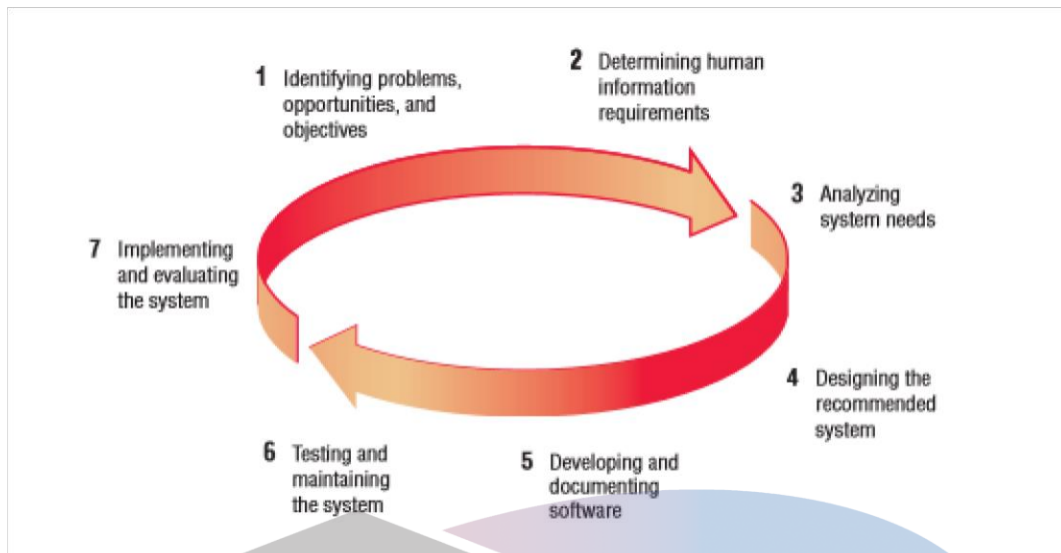 1 Identifying problems,
opportunities, and
objectives
2 Determining human
information
requirements
3 Analyzing
system needs
4 Designing the
recommended
system
5 Developing and
documenting
software
6 Testing and
maintaining
the system
7 Implementing
and evaluating
the system